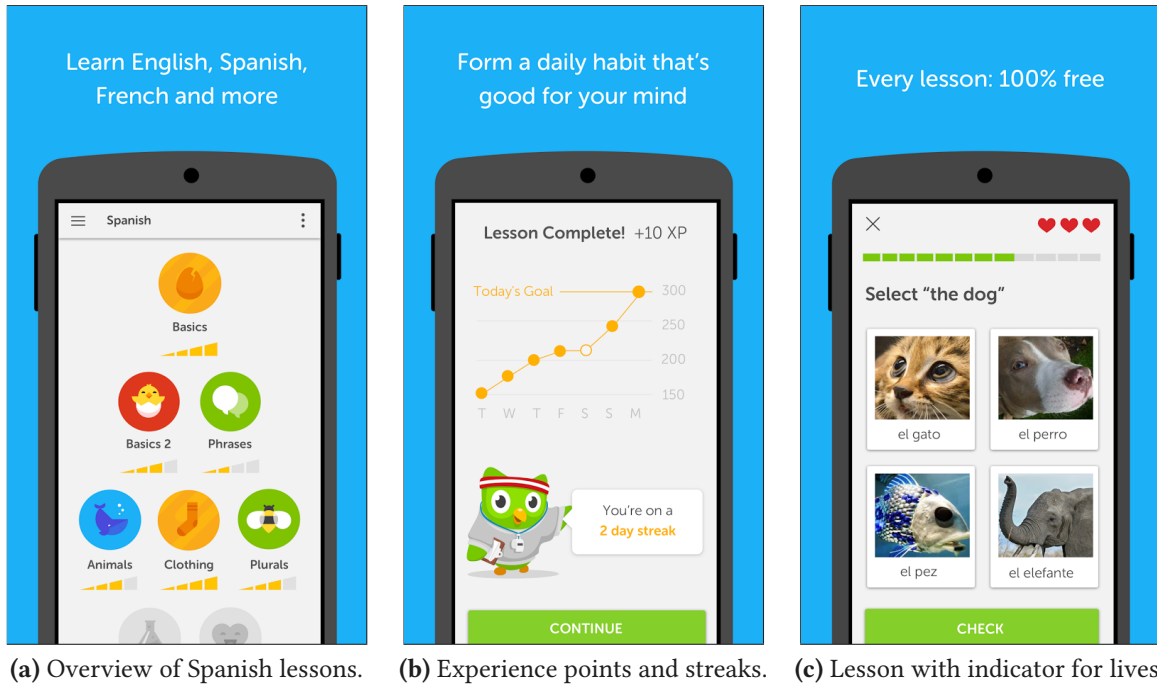 Learn English, Spanish,
French and more
Spanish
Basics
Basics 2
Phrases
Animals
Clothing
Plurals
(a) Overview of Spanish lessons.
Form a daily habit that's
good for your mind
Lesson Complete! +10 XP
Today's Goal
300
250
200
150
T W T F S S M
You're on a
2 day streak
CONTINUE
(b) Experience points and streaks.
Every lesson: 100% free
Select “the dog”
el gato
el perro
el pez
el elefante
CHECK
(c) Lesson with indicator for lives